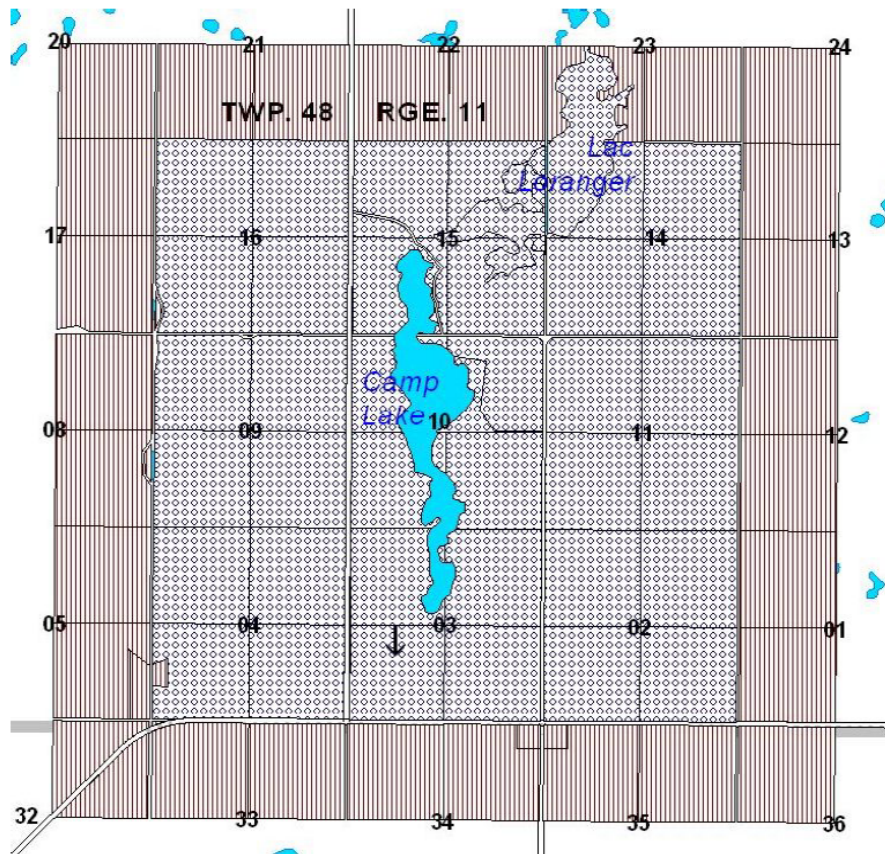 20 21 22 23 24
TWP. 48 RGE. 11
Lac
Loranger
17 16 15 14 13
Camp
Lake
08 09 10 11 12
05 04 03 02 01
32 33 34 35 36